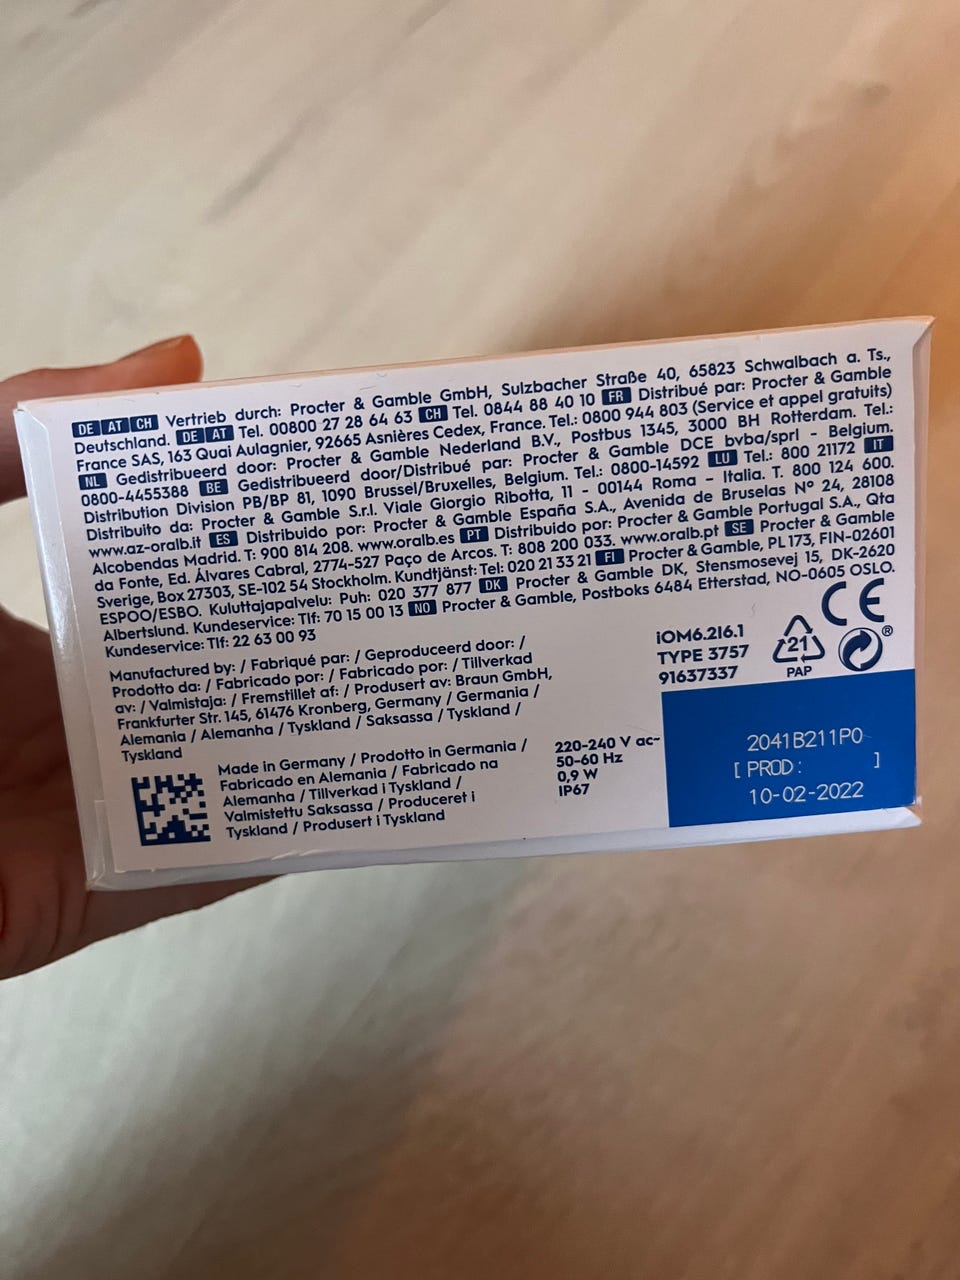 DE AT CH Vertrieb durch: Procter & Gamble GmbH, Sulzbacher Straße 40, 65823 Schwalbach a. Ts.,
Deutschland. DE AT Tel. 00800 27 28 64 63 CH Tel. 0844 88 40 10 FR Distribué par: Procter & Gamble
France SAS, 163 Quai Aulagnier, 92665 Asnières Cedex, France. Tel.: 0800 944 803 (Service et appel gratuits)
NL Gedistribueerd door: Procter & Gamble Nederland B.V., Postbus 1345, 3000 BH Rotterdam. Tel.:
0800-4455388 BE Gedistribueerd door/Distribué par: Procter & Gamble DCE bvba/sprl - Belgium.
Distribution Division PB/BP 81, 1090 Brussel/Bruxelles, Belgium. Tel.: 0800-14592 LU Tel.: 800 21172 IT
Distribuito da: Procter & Gamble S.r.l. Viale Giorgio Ribotta, 11 - 00144 Roma - Italia. T. 800 124 600.
www.az-oralb.it ES Distribuido por: Procter & Gamble España S.A., Avenida de Bruselas Nº 24, 28108
Alcobendas Madrid. T: 900 814 208. www.oralb.es PT Distribuido por: Procter & Gamble Portugal S.A., Qta
da Fonte, Ed. Álvares Cabral, 2774-527 Paço de Arcos. T: 808 200 033. www.oralb.pt SE Procter & Gamble
Sverige, Box 27303, SE-102 54 Stockholm. Kundtjänst: Tel: 020 21 33 21 FI Procter & Gamble, PL 173, FIN-02601
ESPOO/ESBO. Kuluttajapalvelu: Puh: 020 377 877 DK Procter & Gamble DK, Stensmosevej 15, DK-2620
Albertslund. Kundeservice: Tlf: 70 15 00 13 NO Procter & Gamble, Postboks 6484 Etterstad, NO-0605 OSLO.
Kundeservice: Tlf: 22 63 00 93
CE
Manufactured by: / Fabriqué par: / Geproduceerd door: /
Prodotto da: / Fabricado por: / Fabricado por: / Tillverkad
av: / Valmistaja: / Fremstillet af: / Produsert av: Braun GmbH,
Frankfurter Str. 145, 61476 Kronberg, Germany / Germania /
Alemania / Alemanha / Tyskland / Saksassa / Tyskland /
Tyskland
iOM6.2I6.1
TYPE 3757
91637337
21
PAP
®
Made in Germany / Prodotto in Germania /
Fabricado en Alemania / Fabricado na
Alemanha / Tillverkad i Tyskland /
Valmistettu Saksassa / Produceret i
Tyskland / Produsert i Tyskland
220-240 V ac~
50-60 Hz
0,9 W
IP67
2041B211P0
[ PROD: ]
10-02-2022